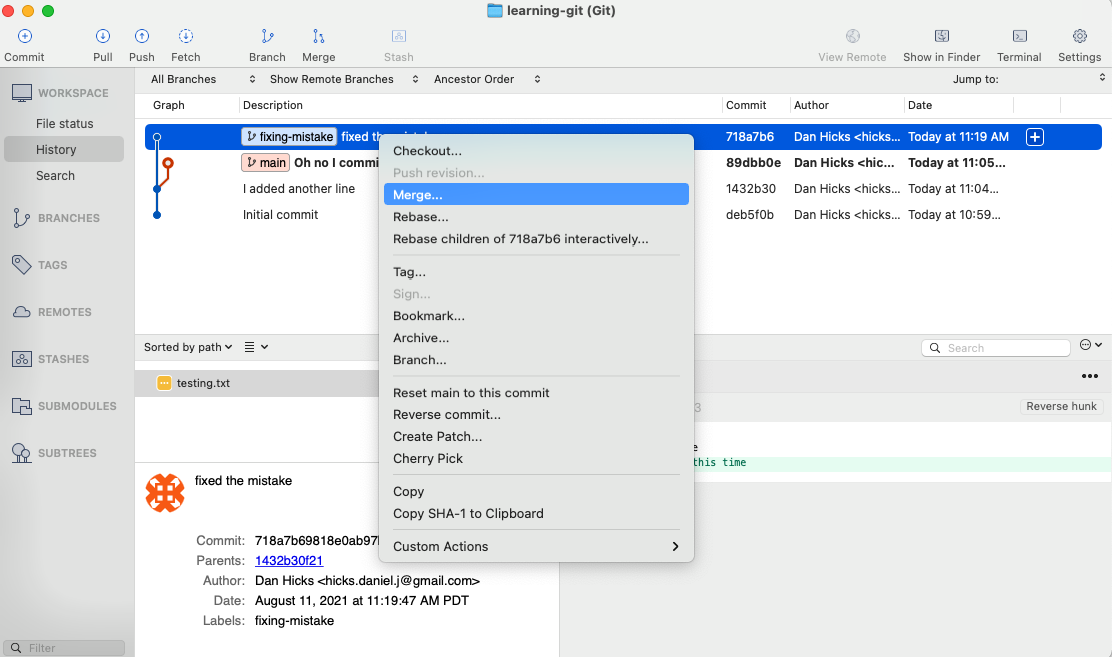 learning-git (Git)
Commit Pull Push Fetch Branch Merge Stash View Remote Show in Finder Terminal Settings
All Branches Show Remote Branches Ancestor Order Jump to:
Graph Description Commit Author Date
WORKSPACE
File status
History
Search
BRANCHES
TAGS
REMOTES
STASHES
SUBMODULES
SUBTREES
Filter
fixing-mistake fixed 718a7b6 Dan Hicks <hicks... Today at 11:19 AM
main Oh no I 89dbb0e Dan Hicks <hic... Today at 11:05...
I added another line 1432b30 Dan Hicks <hicks... Today at 11:04...
Initial commit deb5f0b Dan Hicks <hicks... Today at 10:59...
Checkout...
Push revision...
Merge...
Rebase...
Rebase children of 718a7b6 interactively...
Tag...
Sign...
Bookmark...
Archive...
Branch...
Reset main to this commit
Reverse commit...
Create Patch...
Cherry Pick
Copy
Copy SHA-1 to Clipboard
Custom Actions
Sorted by path
Search
testing.txt
Reverse hunk
this time
fixed the mistake
Commit: 718a7b69818e0ab97
Parents: 1432b30f21
Author: Dan Hicks <hicks.daniel.j@gmail.com>
Date: August 11, 2021 at 11:19:47 AM PDT
Labels: fixing-mistake